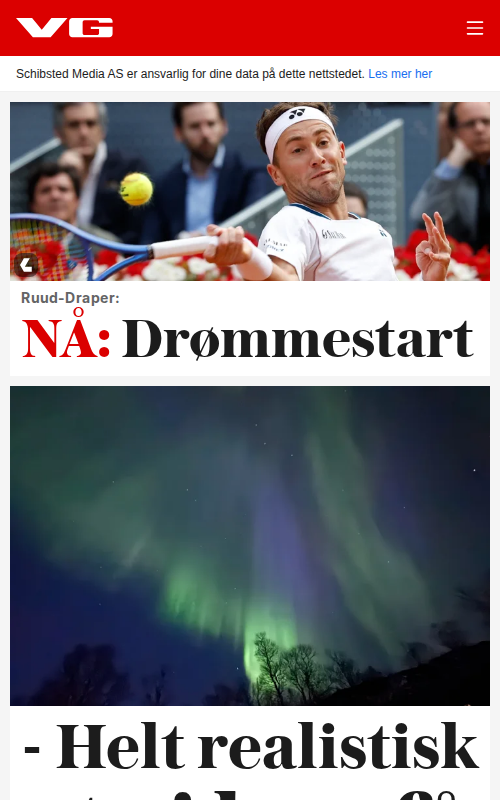 VG
Schibsted Media AS er ansvarlig for dine data på dette nettstedet. Les mer her
Ruud-Draper:
NÅ: Drømmestart
- Helt realistisk